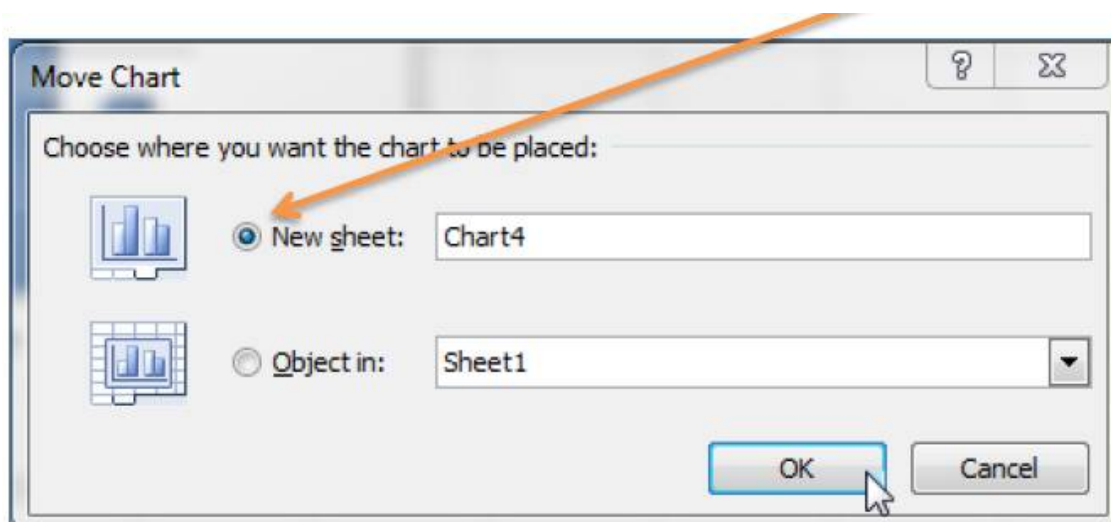 Move Chart
Choose where you want the chart to be placed:
New sheet: Chart4
Object in: Sheet1
OK Cancel